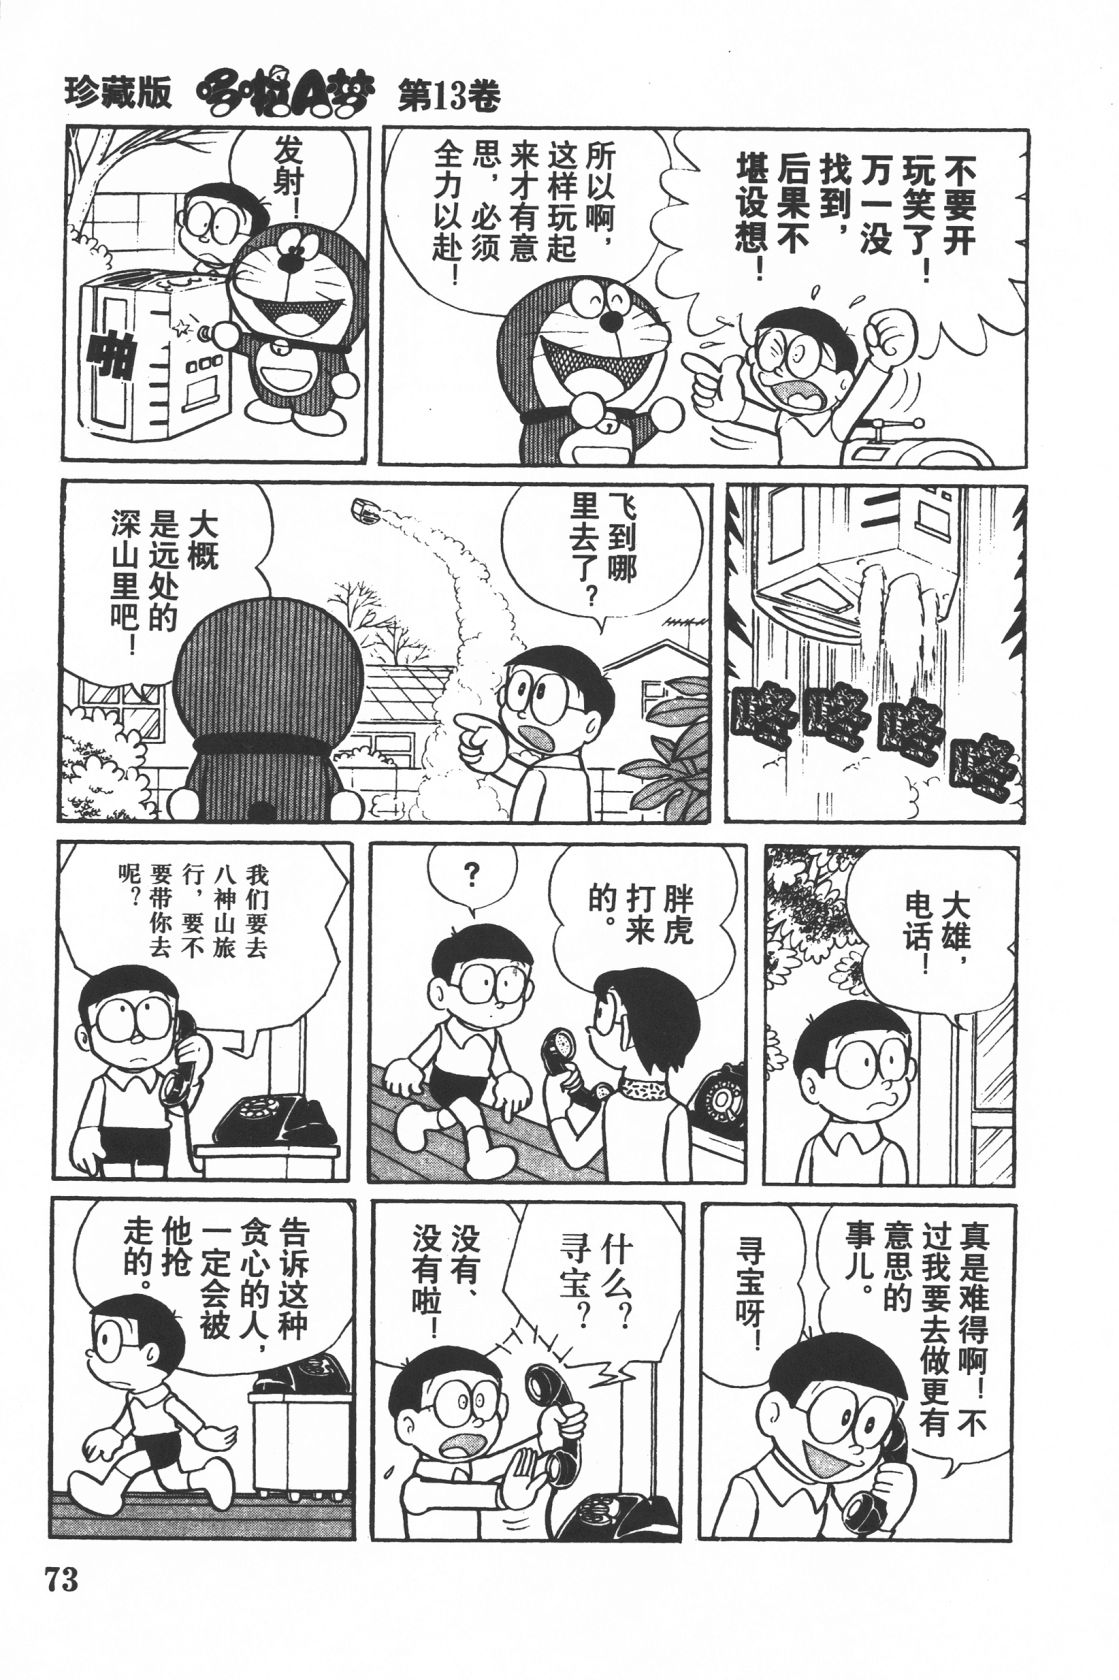 珍藏版 哆啦A梦 第13卷
不要开
玩笑了！
万一没
找到，
后果不
堪设想！
所以啊，
这样玩起
来才有意
思，必须
全力以赴！
发
射！
啪
咚咚咚咚
飞到哪
里去了？
大概
是远处的
深山里吧！
大雄，
电话！
胖虎
打来
的。
？
我们要去
八神山旅
行，要不
要带你去
呢？
真是难得啊！不
过我要去做更有
意思的
事儿。
寻宝呀！
什么？
寻宝？
没有、
没有啦！
告诉这种
贪心的人，
一定会被
他抢
走的。
73